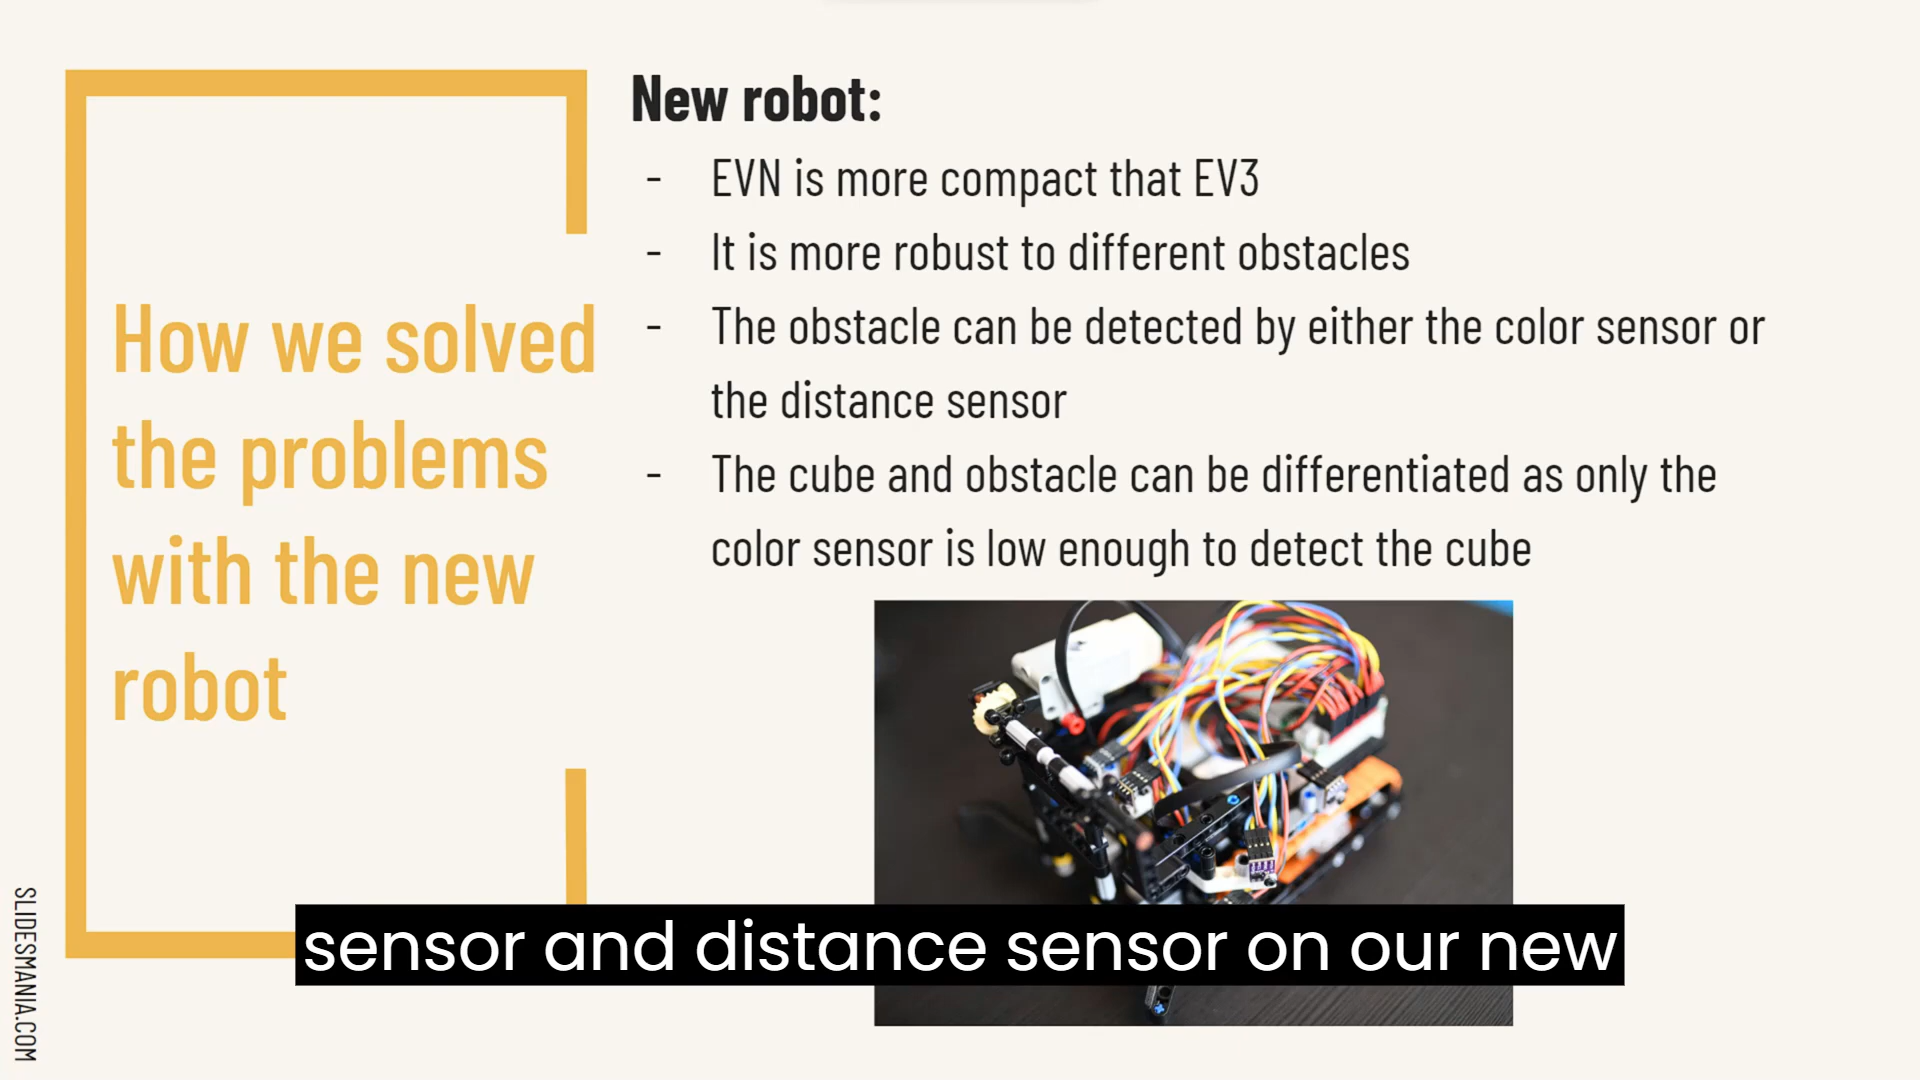 How we solved
the problems
with the new
robot
New robot:
- EVN is more compact that EV3
- It is more robust to different obstacles
- The obstacle can be detected by either the color sensor or
the distance sensor
- The cube and obstacle can be differentiated as only the
color sensor is low enough to detect the cube
sensor and distance sensor on our new
SLIDESMANIA.COM